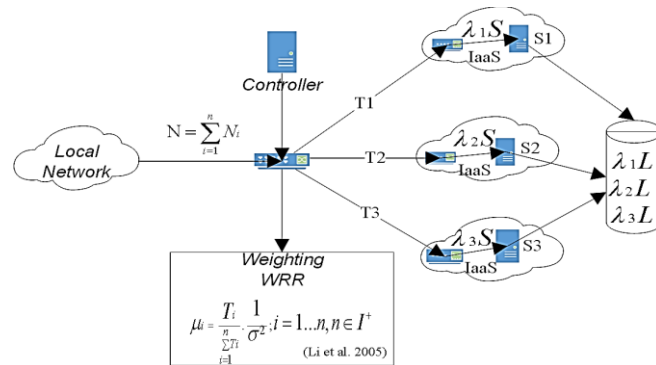 Controller
N = ∑_{i=1}^{n} N_i
Local
Network
T1
T2
T3
λ₁S
IaaS
S1
λ₂S
IaaS
S2
λ₃S
IaaS
S3
λ₁L
λ₂L
λ₃L
Weighting
WRR
μ_i = T_i / ∑_{i=1}^{n} Ti . 1 / σ² ; i = 1...n, n ∈ I⁺
(Li et al. 2005)